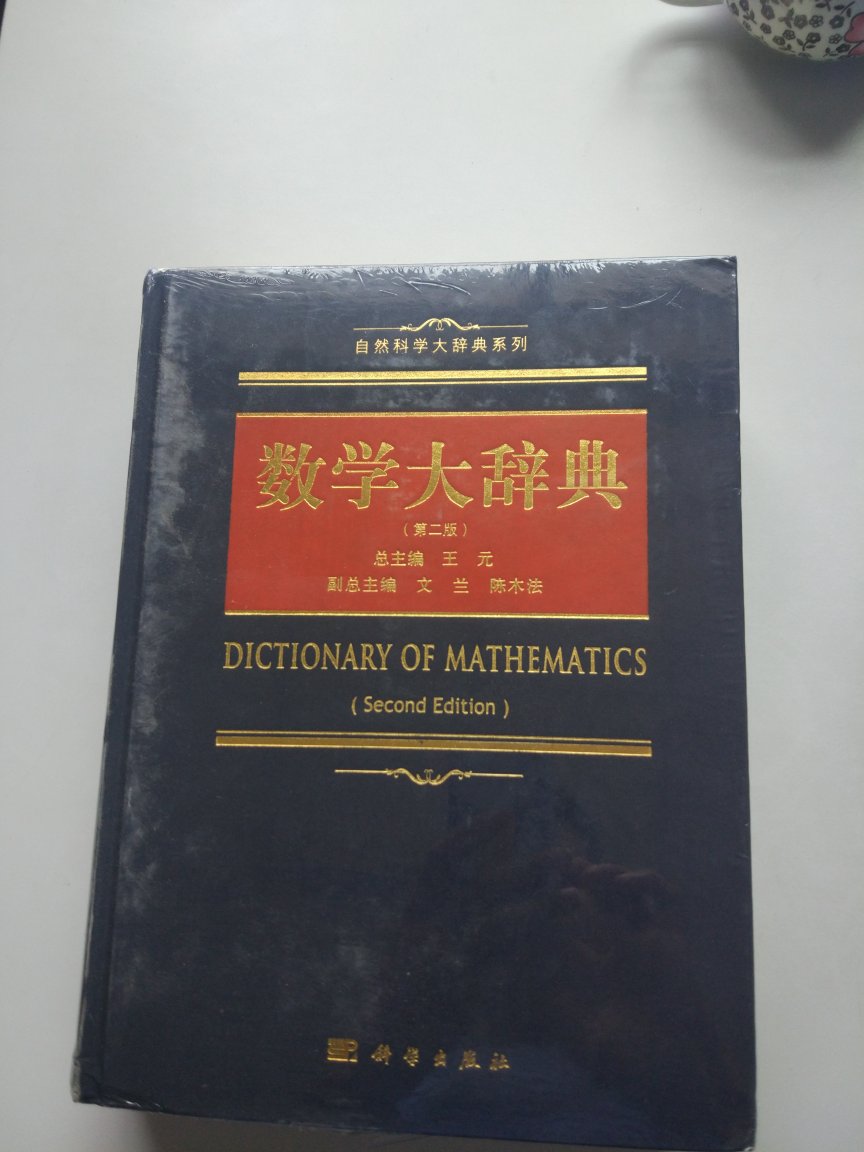 自然科学大辞典系列
数学大辞典
（第二版）
总主编 王 元
副总主编 文 兰 陈木法
DICTIONARY OF MATHEMATICS
( Second Edition )
科学出版社